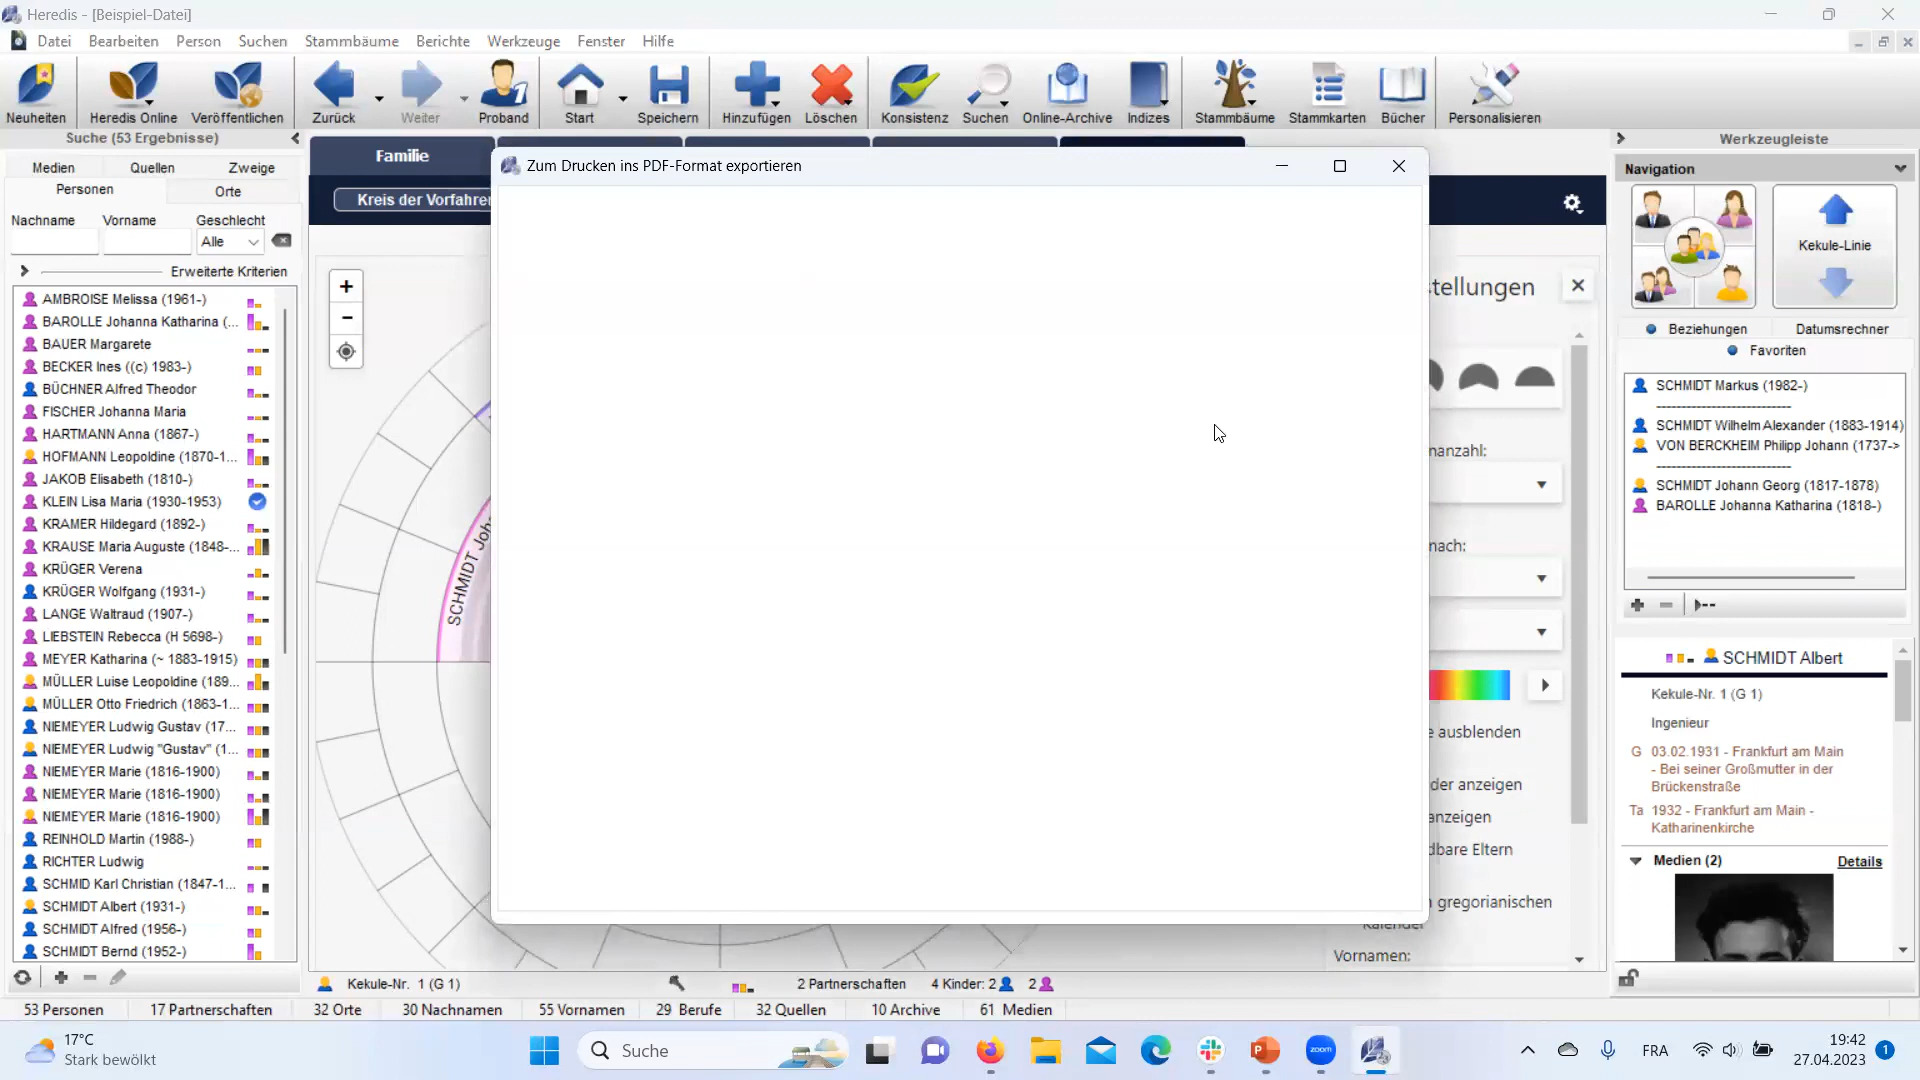 Heredis - [Beispiel-Datei]
Datei Bearbeiten Person Suchen Stammbäume Berichte Werkzeuge Fenster Hilfe
Neuheiten Heredis Online Veröffentlichen Zurück Weiter Proband Start Speichern Hinzufügen Löschen Konsistenz Suchen Online-Archive Indizes Stammbäume Stammkarten Bücher Personalisieren
Suche (53 Ergebnisse)
Medien Quellen Zweige
Personen Orte
Nachname Vorname Geschlecht
Alle
Erweiterte Kriterien
AMBROISE Melissa (1961-)
BAROLLE Johanna Katharina (...
BAUER Margarete
BECKER Ines ((c) 1983-)
BÜCHNER Alfred Theodor
FISCHER Johanna Maria
HARTMANN Anna (1867-)
HOFMANN Leopoldine (1870-1...
JAKOB Elisabeth (1810-)
KLEIN Lisa Maria (1930-1953)
KRAMER Hildegard (1892-)
KRAUSE Maria Auguste (1848-...
KRÜGER Verena
KRÜGER Wolfgang (1931-)
LANGE Waltraud (1907-)
LIEBSTEIN Rebecca (H 5698-)
MEYER Katharina (~ 1883-1915)
MÜLLER Luise Leopoldine (189...
MÜLLER Otto Friedrich (1863-1...
NIEMEYER Ludwig Gustav (17...
NIEMEYER Ludwig "Gustav" (1...
NIEMEYER Marie (1816-1900)
NIEMEYER Marie (1816-1900)
NIEMEYER Marie (1816-1900)
REINHOLD Martin (1988-)
RICHTER Ludwig
SCHMID Karl Christian (1847-1...
SCHMIDT Albert (1931-)
SCHMIDT Alfred (1956-)
SCHMIDT Bernd (1952-)
Familie
Kreis der Vorfahren
+
-
SCHMIDT Joh
Zum Drucken ins PDF-Format exportieren
stellungen
nanzahl:
nach:
e ausblenden
der anzeigen
anzeigen
dbare Eltern
gregorianischen
Kalender
Vornamen:
Kekule-Nr. 1 (G 1) 2 Partnerschaften 4 Kinder: 2 2
Werkzeugleiste
Navigation
Kekule-Linie
Beziehungen Datumsrechner
Favoriten
SCHMIDT Markus (1982-)
---------------------------
SCHMIDT Wilhelm Alexander (1883-1914)
VON BERCKHEIM Philipp Johann (1737->
---------------------------
SCHMIDT Johann Georg (1817-1878)
BAROLLE Johanna Katharina (1818-)
SCHMIDT Albert
Kekule-Nr. 1 (G 1)
Ingenieur
G 03.02.1931 - Frankfurt am Main
- Bei seiner Großmutter in der
Brückenstraße
Ta 1932 - Frankfurt am Main -
Katharinenkirche
Medien (2) Details
53 Personen 17 Partnerschaften 32 Orte 30 Nachnamen 55 Vornamen 29 Berufe 32 Quellen 10 Archive 61 Medien
17°C
Stark bewölkt
Suche
zoom
FRA
19:42
27.04.2023
1